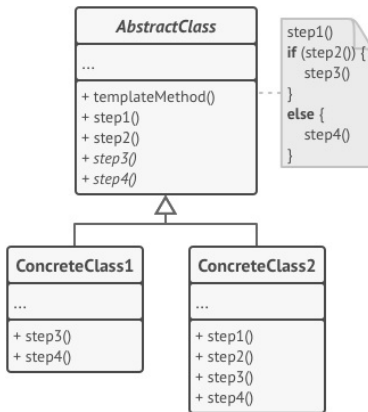 AbstractClass
...
+ templateMethod()
+ step1()
+ step2()
+ step3()
+ step4()
step1()
if (step2()) {
step3()
}
else {
step4()
}
ConcreteClass1
...
+ step3()
+ step4()
ConcreteClass2
...
+ step1()
+ step2()
+ step3()
+ step4()